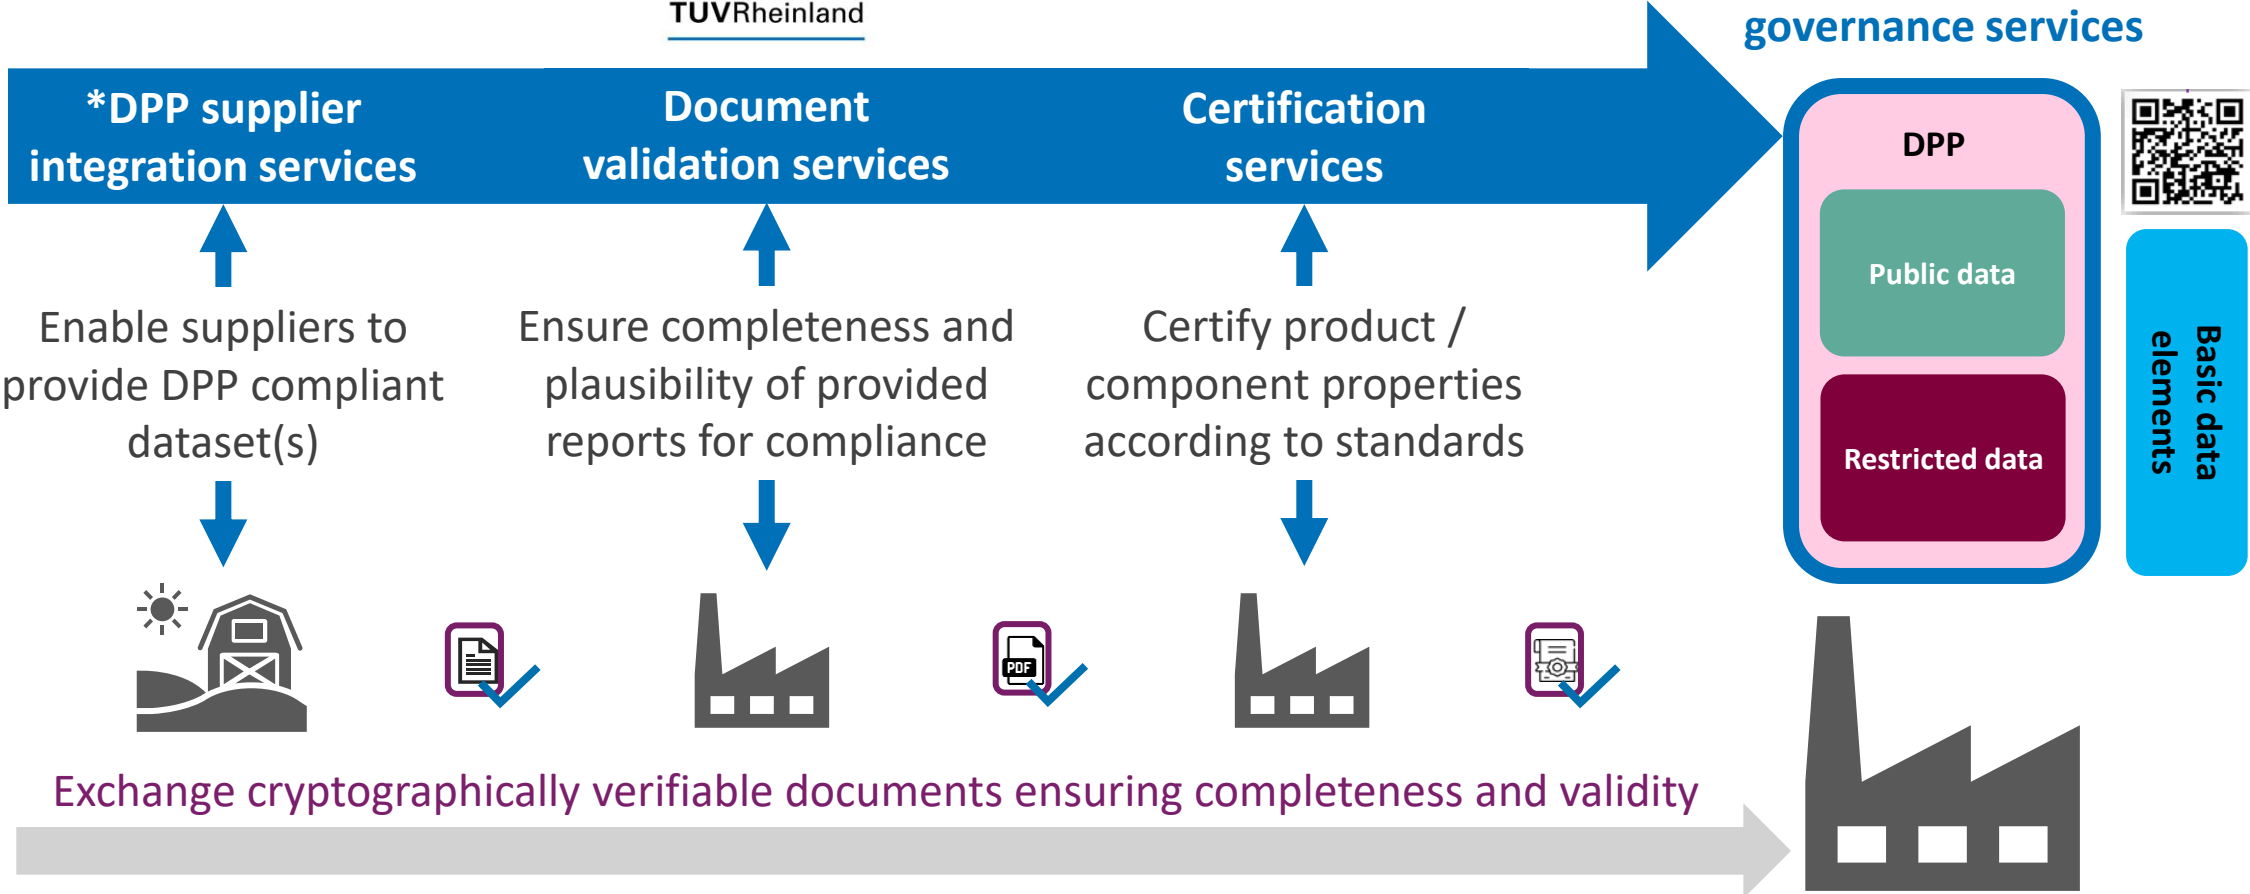 TUVRheinland
governance services
*DPP supplier
integration services
Document
validation services
Certification
services
DPP
Public data
Restricted data
Basic data
elements
Enable suppliers to
provide DPP compliant
dataset(s)
Ensure completeness and
plausibility of provided
reports for compliance
Certify product /
component properties
according to standards
PDF
Exchange cryptographically verifiable documents ensuring completeness and validity